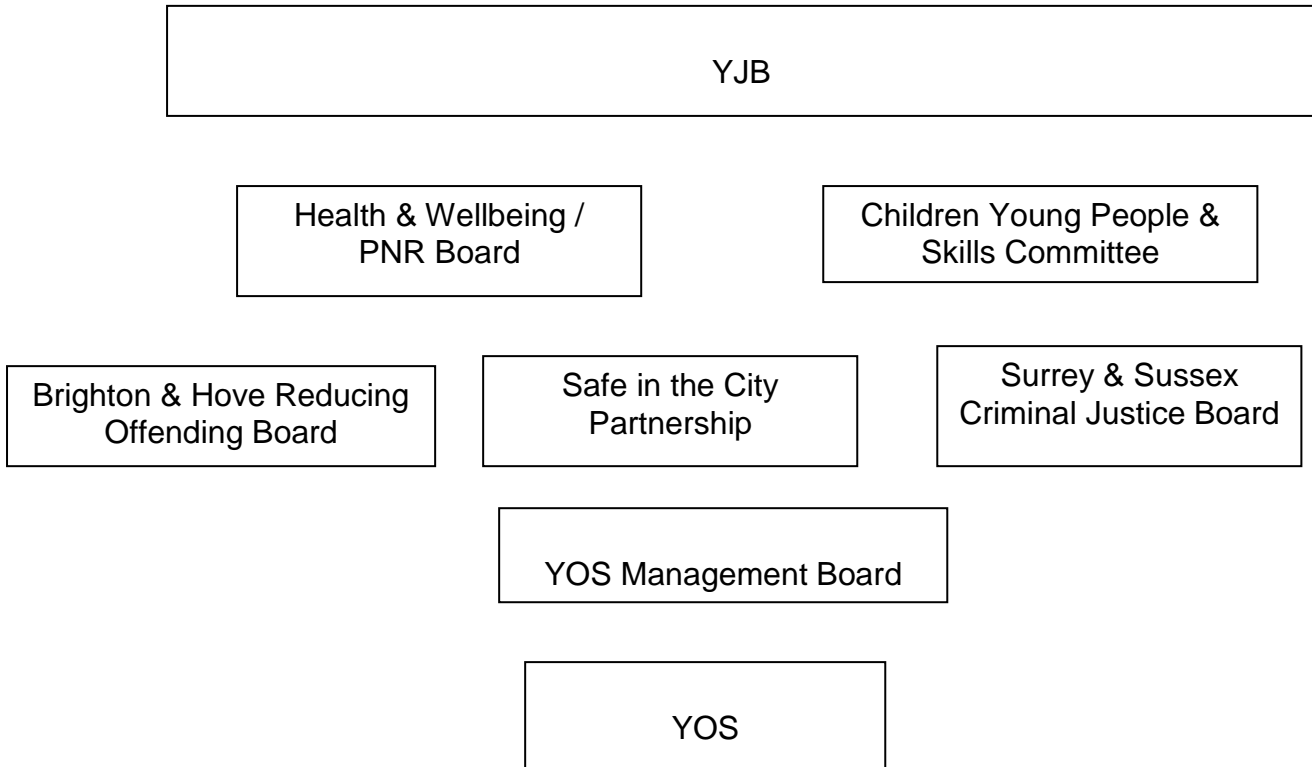 YJB
Health & Wellbeing /
PNR Board
Children Young People &
Skills Committee
Brighton & Hove Reducing
Offending Board
Safe in the City
Partnership
Surrey & Sussex
Criminal Justice Board
YOS Management Board
YOS